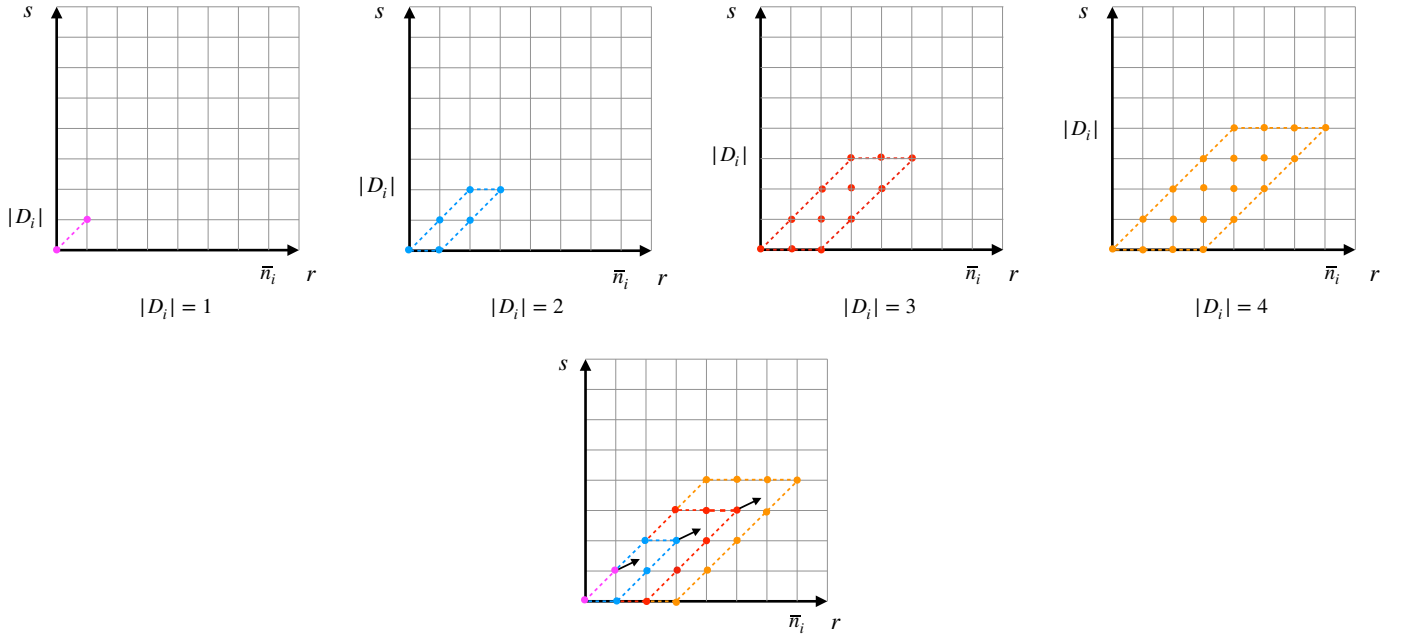 s s s s
|D_i| |D_i| |D_i| |D_i|
n̄_i r n̄_i r n̄_i r n̄_i r
|D_i| = 1 |D_i| = 2 |D_i| = 3 |D_i| = 4
s
n̄_i r